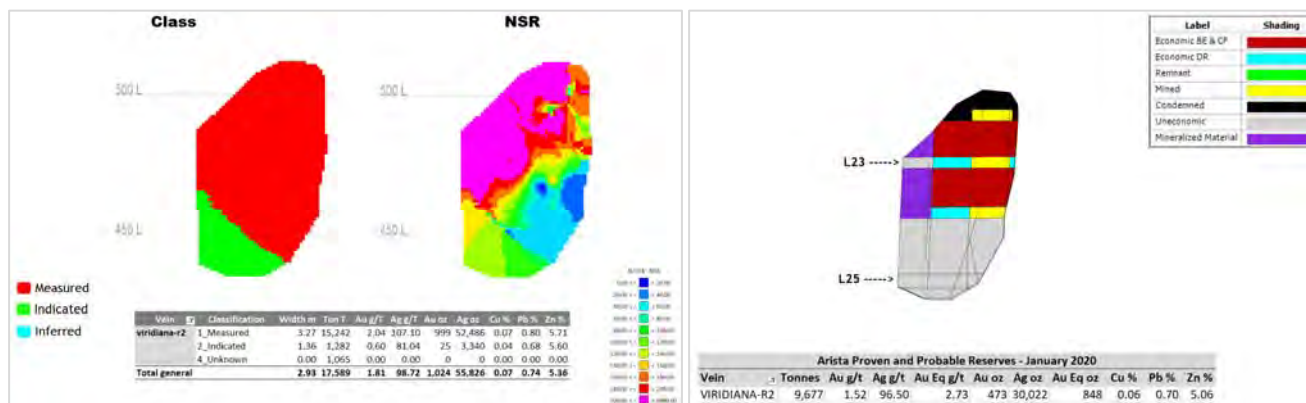 Class NSR
500 L
500 L
450 L
450 L
Measured
Indicated
Inferred
Vein Classification Width m Ton T Au g/T Ag g/T Au oz Ag oz Cu % Pb % Zn %
viridiana-r2 1_Measured 3.27 15,242 2.04 107.10 999 52,486 0.07 0.80 5.71
2_Indicated 1.36 1,282 0.60 81.04 25 3,340 0.04 0.68 5.60
4_Unknown 0.00 1,065 0.00 0.00 0 0 0.00 0.00 0.00
Total general 2.93 17,589 1.81 98.72 1,024 55,826 0.07 0.74 5.36
Label Shading
Economic BE & CF
Economic DR
Remnant
Mined
Condemned
Uneconomic
Mineralized Material
L23 ----->
L25 ----->
Arista Proven and Probable Reserves - January 2020
Vein Tonnes Au g/t Ag g/t Au Eq g/t Au oz Ag oz Au Eq oz Cu % Pb % Zn %
VIRIDIANA-R2 9,677 1.52 96.50 2.73 473 30,022 848 0.06 0.70 5.06